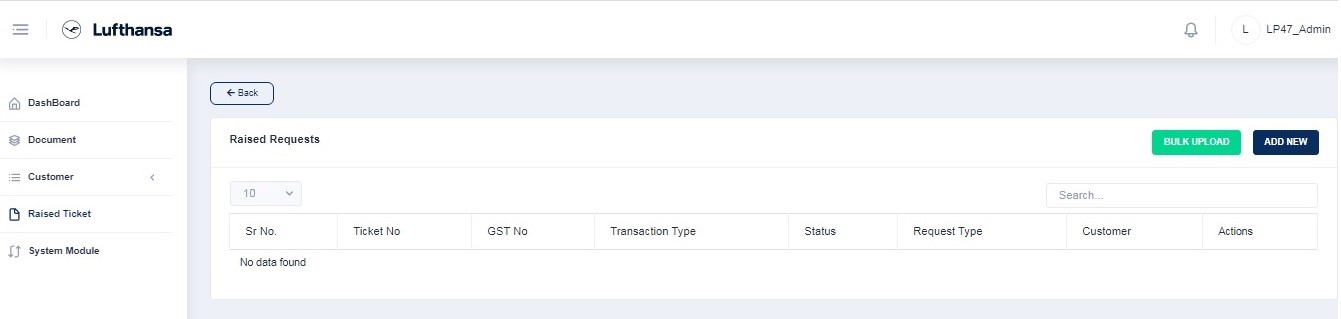 Lufthansa
L LP47_Admin
DashBoard
Document
Customer
Raised Ticket
System Module
Back
Raised Requests
BULK UPLOAD ADD NEW
10
Search...
Sr No. Ticket No GST No Transaction Type Status Request Type Customer Actions
No data found